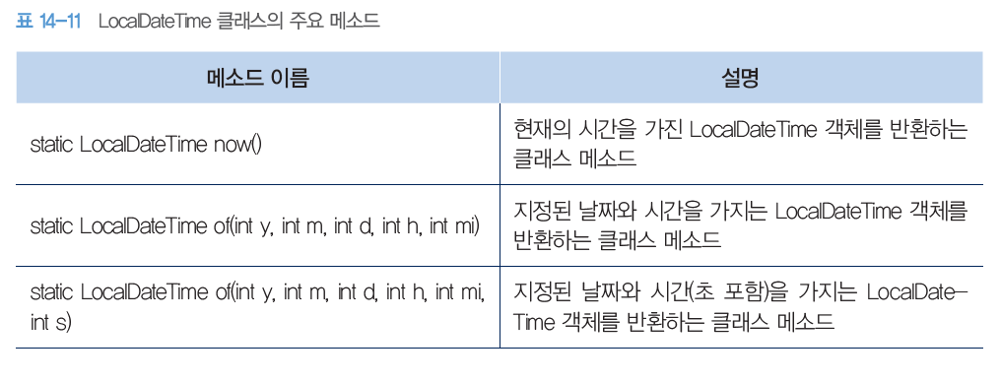 표 14-11 LocalDateTime 클래스의 주요 메소드
메소드 이름
설명
static LocalDateTime now()
현재의 시간을 가진 LocalDateTime 객체를 반환하는
클래스 메소드
static LocalDateTime of(int y, int m, int d, int h, int mi)
지정된 날짜와 시간을 가지는 LocalDateTime 객체를
반환하는 클래스 메소드
static LocalDateTime of(int y, int m, int d, int h, int mi,
int s)
지정된 날짜와 시간(초 포함)을 가지는 LocalDate-
Time 객체를 반환하는 클래스 메소드